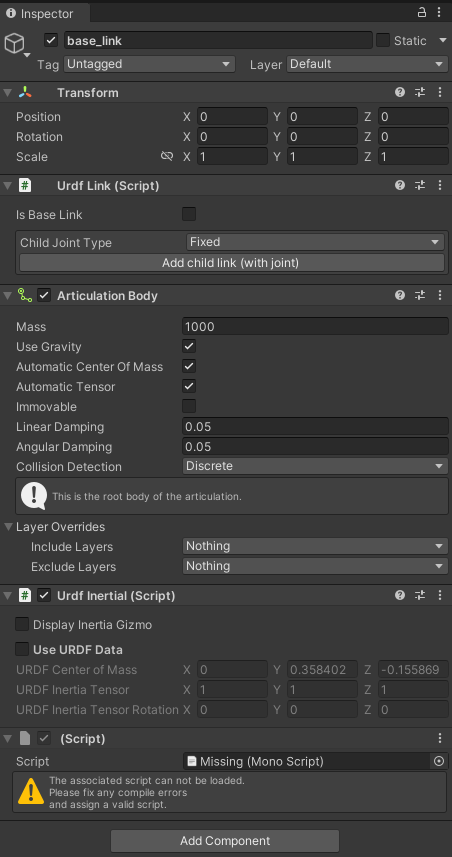 Inspector
base_link
Static
Tag Untagged Layer Default
Transform
Position X 0 Y 0 Z 0
Rotation X 0 Y 0 Z 0
Scale X 1 Y 1 Z 1
# Urdf Link (Script)
Is Base Link
Child Joint Type Fixed
Add child link (with joint)
Articulation Body
Mass 1000
Use Gravity
Automatic Center Of Mass
Automatic Tensor
Immovable
Linear Damping 0.05
Angular Damping 0.05
Collision Detection Discrete
This is the root body of the articulation.
Layer Overrides
Include Layers Nothing
Exclude Layers Nothing
# Urdf Inertial (Script)
Display Inertia Gizmo
Use URDF Data
URDF Center of Mass X 0 Y 0.358402 Z -0.155869
URDF Inertia Tensor X 1 Y 1 Z 1
URDF Inertia Tensor Rotation X 0 Y 0 Z 0
(Script)
Script Missing (Mono Script)
The associated script can not be loaded.
Please fix any compile errors
and assign a valid script.
Add Component